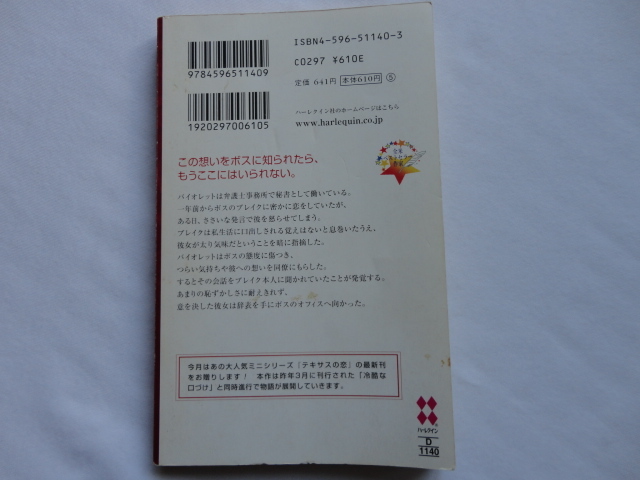 ISBN4-596-51140-3
C0297 ¥610E
定価 641円 本体610円 ⑤
9784596511409
1920297006105
ハーレクイン社のホームページはこちら
www.harlequin.co.jp
この想いをボスに知られたら、
もうここにはいられない。
バイオレットは弁護士事務所で秘書として働いている。
一年前からボスのブレイクに密かに恋をしていたが、
ある日、ささいな発言で彼を怒らせてしまう。
ブレイクは私生活に口出しされる覚えはないと息巻いたうえ、
彼女が太り気味だということを暗に指摘した。
バイオレットはボスの態度に傷つき、
つらい気持ちや彼への想いを同僚にもらした。
するとその会話をブレイク本人に聞かれていたことが発覚する。
あまりの恥ずかしさに耐えきれず、
意を決した彼女は辞表を手にボスのオフィスへ向かった。
今月はあの大人気ミニシリーズ「テキサスの恋」の最新刊
をお贈りします! 本作は昨年3月に刊行された「冷酷な
口づけ」と同時進行で物語が展開していきます。
ハーレクイン
D
1140